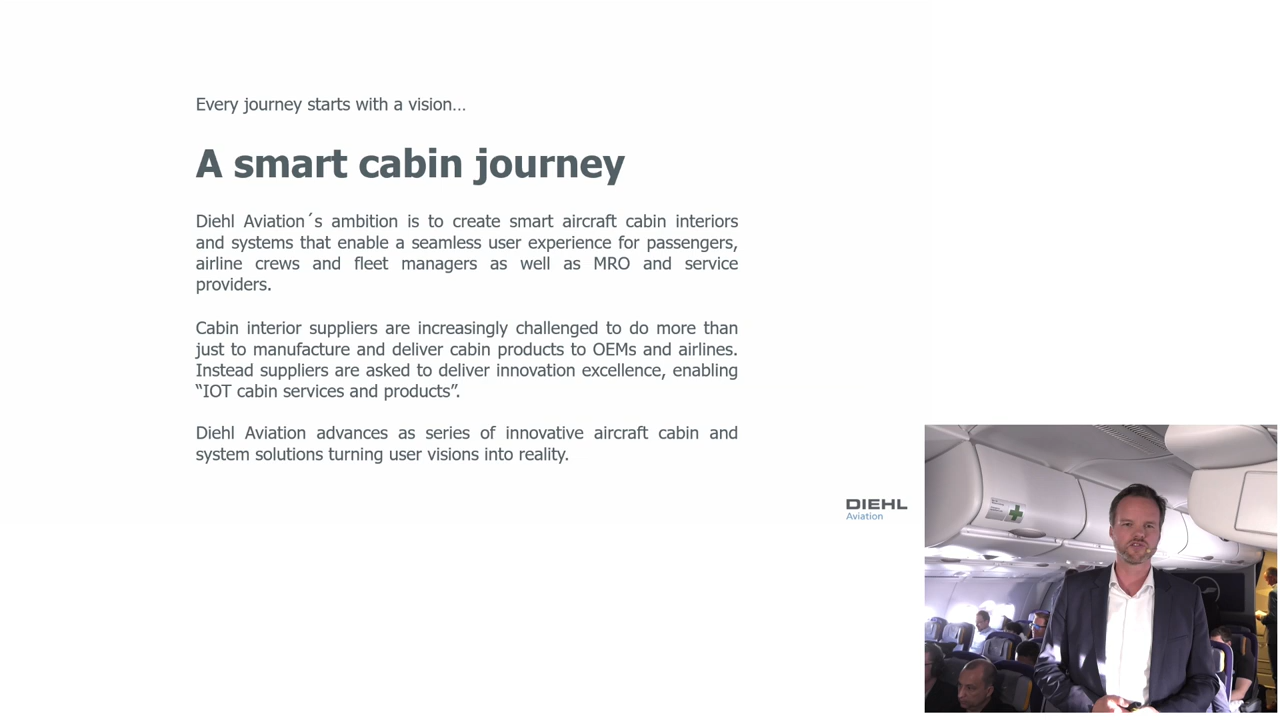 Every journey starts with a vision...
A smart cabin journey
Diehl Aviation´s ambition is to create smart aircraft cabin interiors
and systems that enable a seamless user experience for passengers,
airline crews and fleet managers as well as MRO and service
providers.
Cabin interior suppliers are increasingly challenged to do more than
just to manufacture and deliver cabin products to OEMs and airlines.
Instead suppliers are asked to deliver innovation excellence, enabling
“IOT cabin services and products”.
Diehl Aviation advances as series of innovative aircraft cabin and
system solutions turning user visions into reality.
DIEHL
Aviation